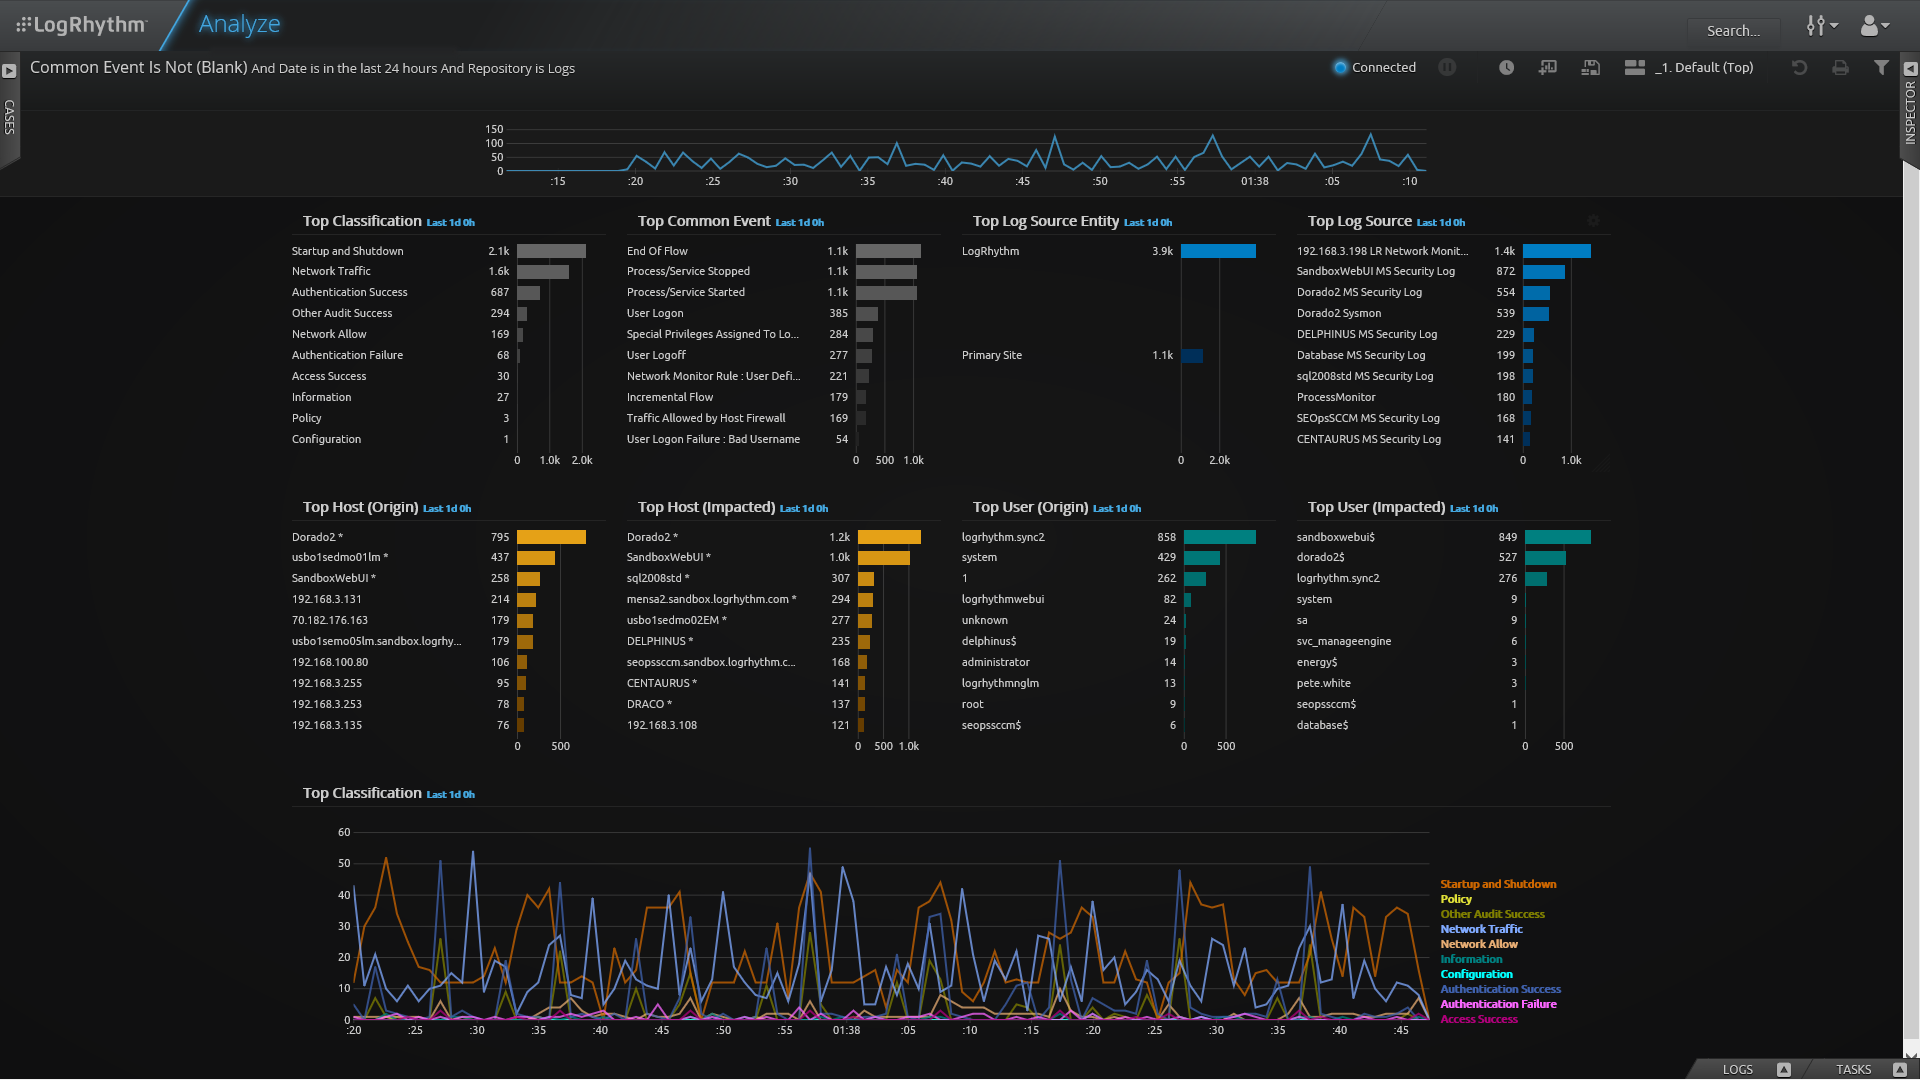 LogRhythm
Analyze
Search...
Common Event Is Not (Blank) And Date is in the last 24 hours And Repository is Logs
Connected
_1. Default (Top)
CASES
INSPECTOR
150
100
50
0
:15 :20 :25 :30 :35 :40 :45 :50 :55 01:38 :05 :10
Top Classification Last 1d 0h
Startup and Shutdown 2.1k
Network Traffic 1.6k
Authentication Success 687
Other Audit Success 294
Network Allow 169
Authentication Failure 68
Access Success 30
Information 27
Policy 3
Configuration 1
0 1.0k 2.0k
Top Common Event Last 1d 0h
End Of Flow 1.1k
Process/Service Stopped 1.1k
Process/Service Started 1.1k
User Logon 385
Special Privileges Assigned To Lo... 284
User Logoff 277
Network Monitor Rule : User Defi... 221
Incremental Flow 179
Traffic Allowed by Host Firewall 169
User Logon Failure : Bad Username 54
0 500 1.0k
Top Log Source Entity Last 1d 0h
LogRhythm 3.9k
Primary Site 1.1k
0 2.0k
Top Log Source Last 1d 0h
192.168.3.198 LR Network Monit... 1.4k
SandboxWebUI MS Security Log 872
Dorado2 MS Security Log 554
Dorado2 Sysmon 539
DELPHINUS MS Security Log 229
Database MS Security Log 199
sql2008std MS Security Log 198
ProcessMonitor 180
SEOpsSCCM MS Security Log 168
CENTAURUS MS Security Log 141
0 1.0k
Top Host (Origin) Last 1d 0h
Dorado2 * 795
usbo1sedmo01lm * 437
SandboxWebUI * 258
192.168.3.131 214
70.182.176.163 179
usbo1semo05lm.sandbox.logrhy... 179
192.168.100.80 106
192.168.3.255 95
192.168.3.253 78
192.168.3.135 76
0 500
Top Host (Impacted) Last 1d 0h
Dorado2 * 1.2k
SandboxWebUI * 1.0k
sql2008std * 307
mensa2.sandbox.logrhythm.com * 294
usbo1sedmo02EM * 277
DELPHINUS * 235
seopssccm.sandbox.logrhythm.c... 168
CENTAURUS * 141
DRACO * 137
192.168.3.108 121
0 500 1.0k
Top User (Origin) Last 1d 0h
logrhythm.sync2 858
system 429
1 262
logrhythmwebui 82
unknown 24
delphinus$ 19
administrator 14
logrhythmnglm 13
root 9
seopssccm$ 6
0 500
Top User (Impacted) Last 1d 0h
sandboxwebui$ 849
dorado2$ 527
logrhythm.sync2 276
system 9
sa 9
svc_manageengine 6
energy$ 3
pete.white 3
seopssccm$ 1
database$ 1
0 500
Top Classification Last 1d 0h
60
50
40
30
20
10
0
:20 :25 :30 :35 :40 :45 :50 :55 01:38 :05 :10 :15 :20 :25 :30 :35 :40 :45
Startup and Shutdown
Policy
Other Audit Success
Network Traffic
Network Allow
Information
Configuration
Authentication Success
Authentication Failure
Access Success
LOGS
TASKS